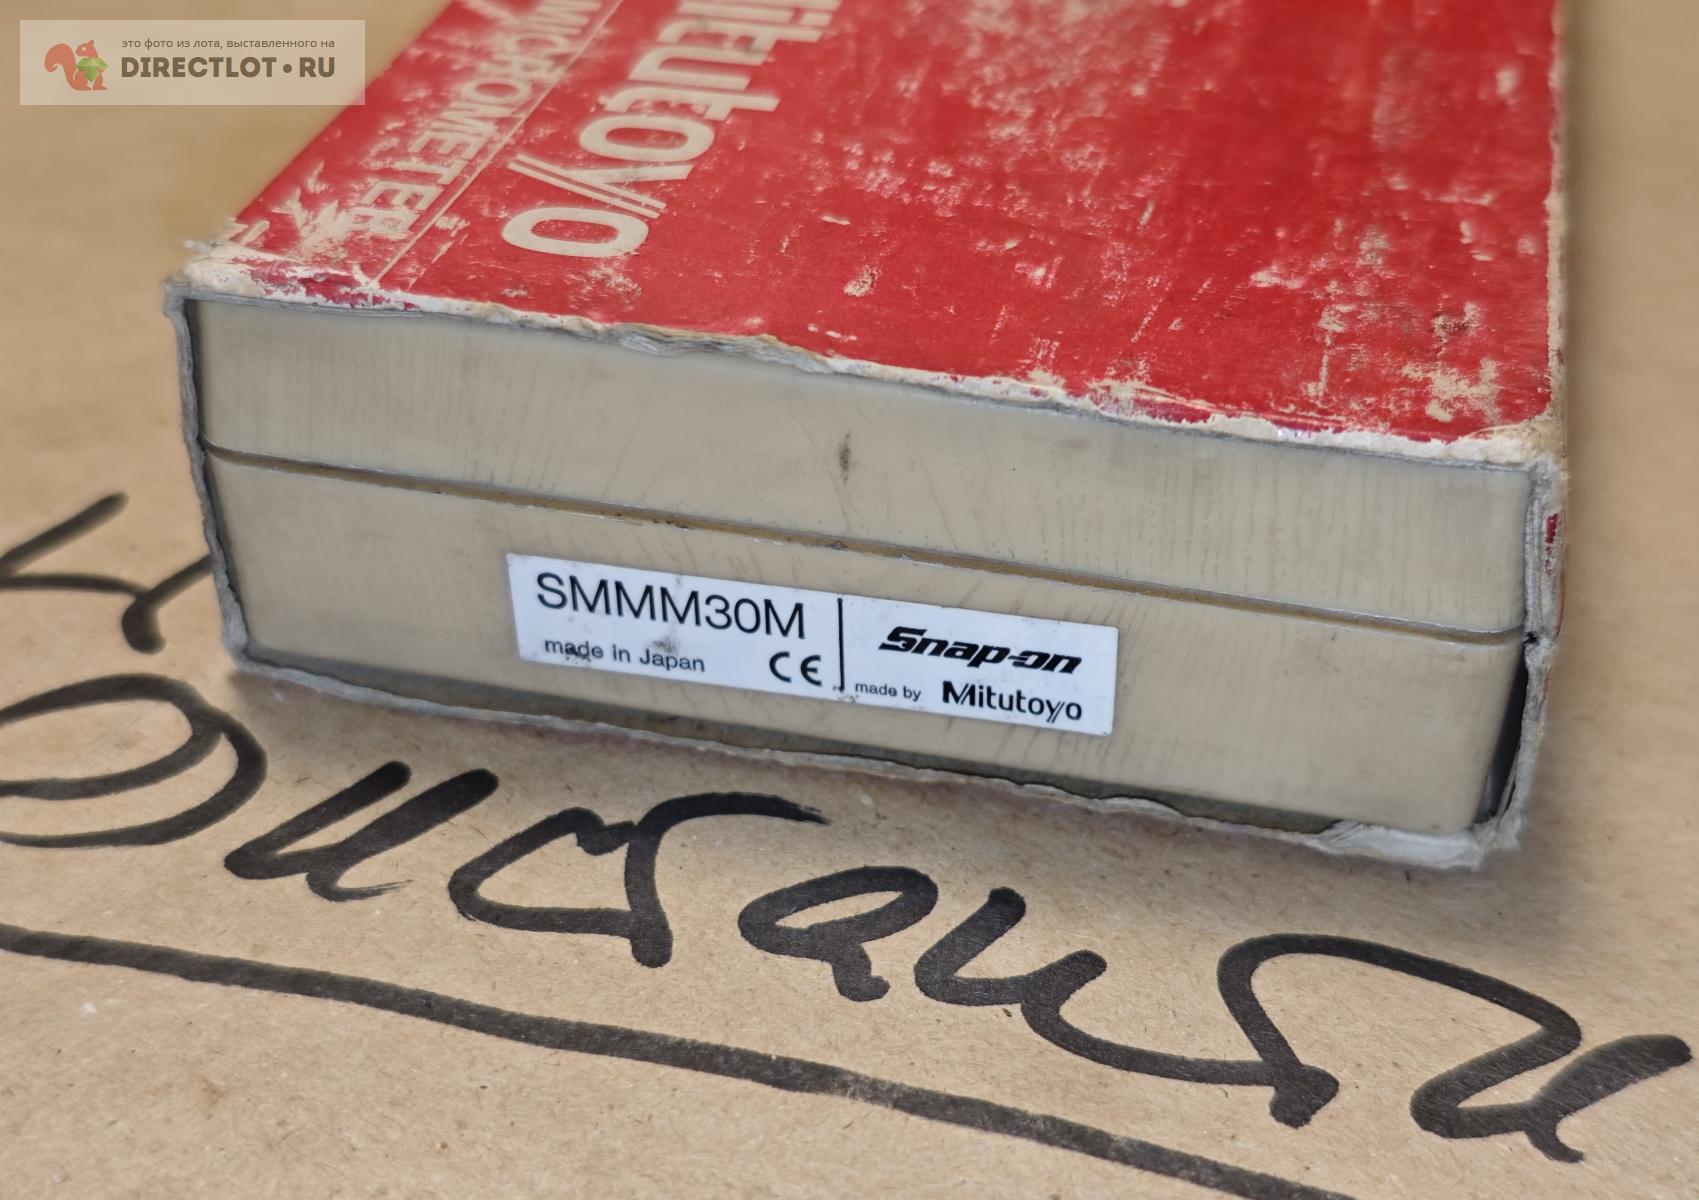 это фото из лота, выставленного на
DIRECTLOT.RU
Mitutoyo
MICROMETER
SMMM30M
made in Japan CE
Snap-on
made by Mitutoyo